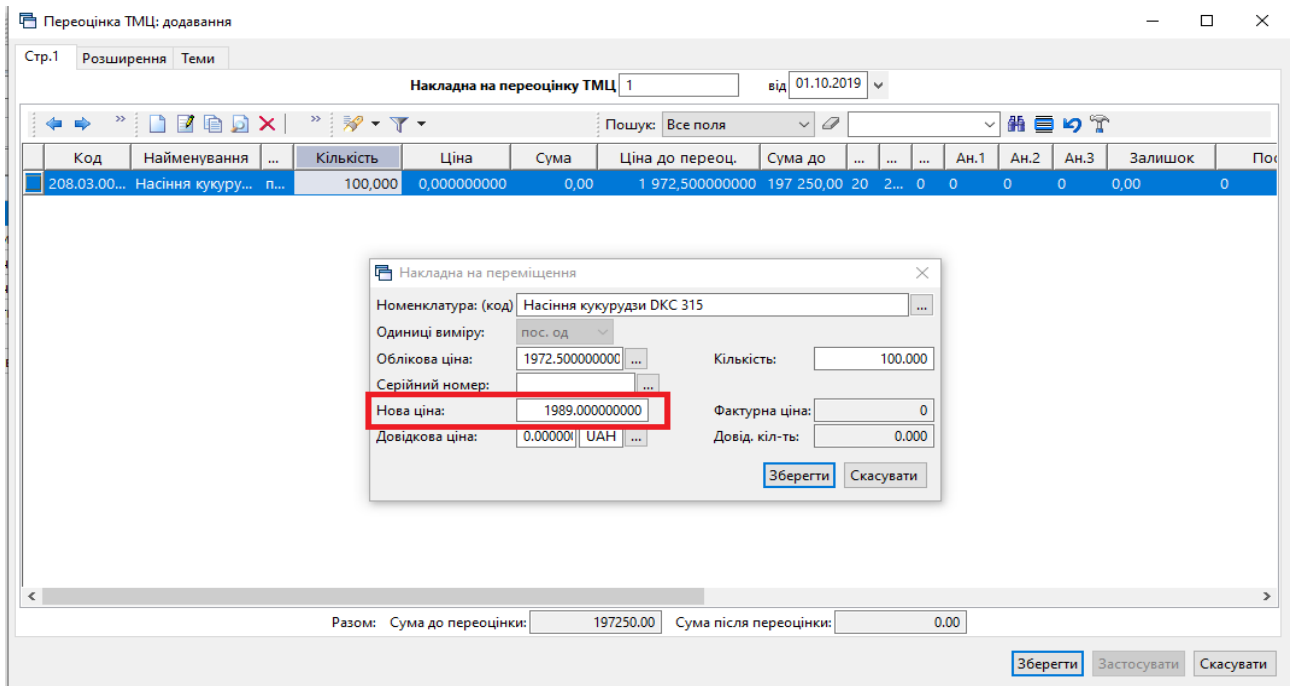 Переоцінка ТМЦ: додавання
Стр.1 Розширення Теми
Накладна на переоцінку ТМЦ 1 від 01.10.2019
Пошук: Все поля
Код Найменування ... Кількість Ціна Сума Ціна до переоц. Сума до ... ... ... Ан.1 Ан.2 Ан.3 Залишок Пос
208.03.00... Насіння кукуру... п... 100,000 0,000000000 0,00 1 972,500000000 197 250,00 20 2... 0 0 0 0 0,00 0
Накладна на переміщення
Номенклатура: (код) Насіння кукурудзи DKC 315 ...
Одиниці виміру: пос. од
Облікова ціна: 1972.500000000 ... Кількість: 100.000
Серійний номер: ...
Нова ціна: 1989.000000000 Фактурна ціна: 0
Довідкова ціна: 0.00000 UAH ... Довід. кіл-ть: 0.000
Зберегти Скасувати
Разом: Сума до переоцінки: 197250.00 Сума після переоцінки: 0.00
Зберегти Застосувати Скасувати